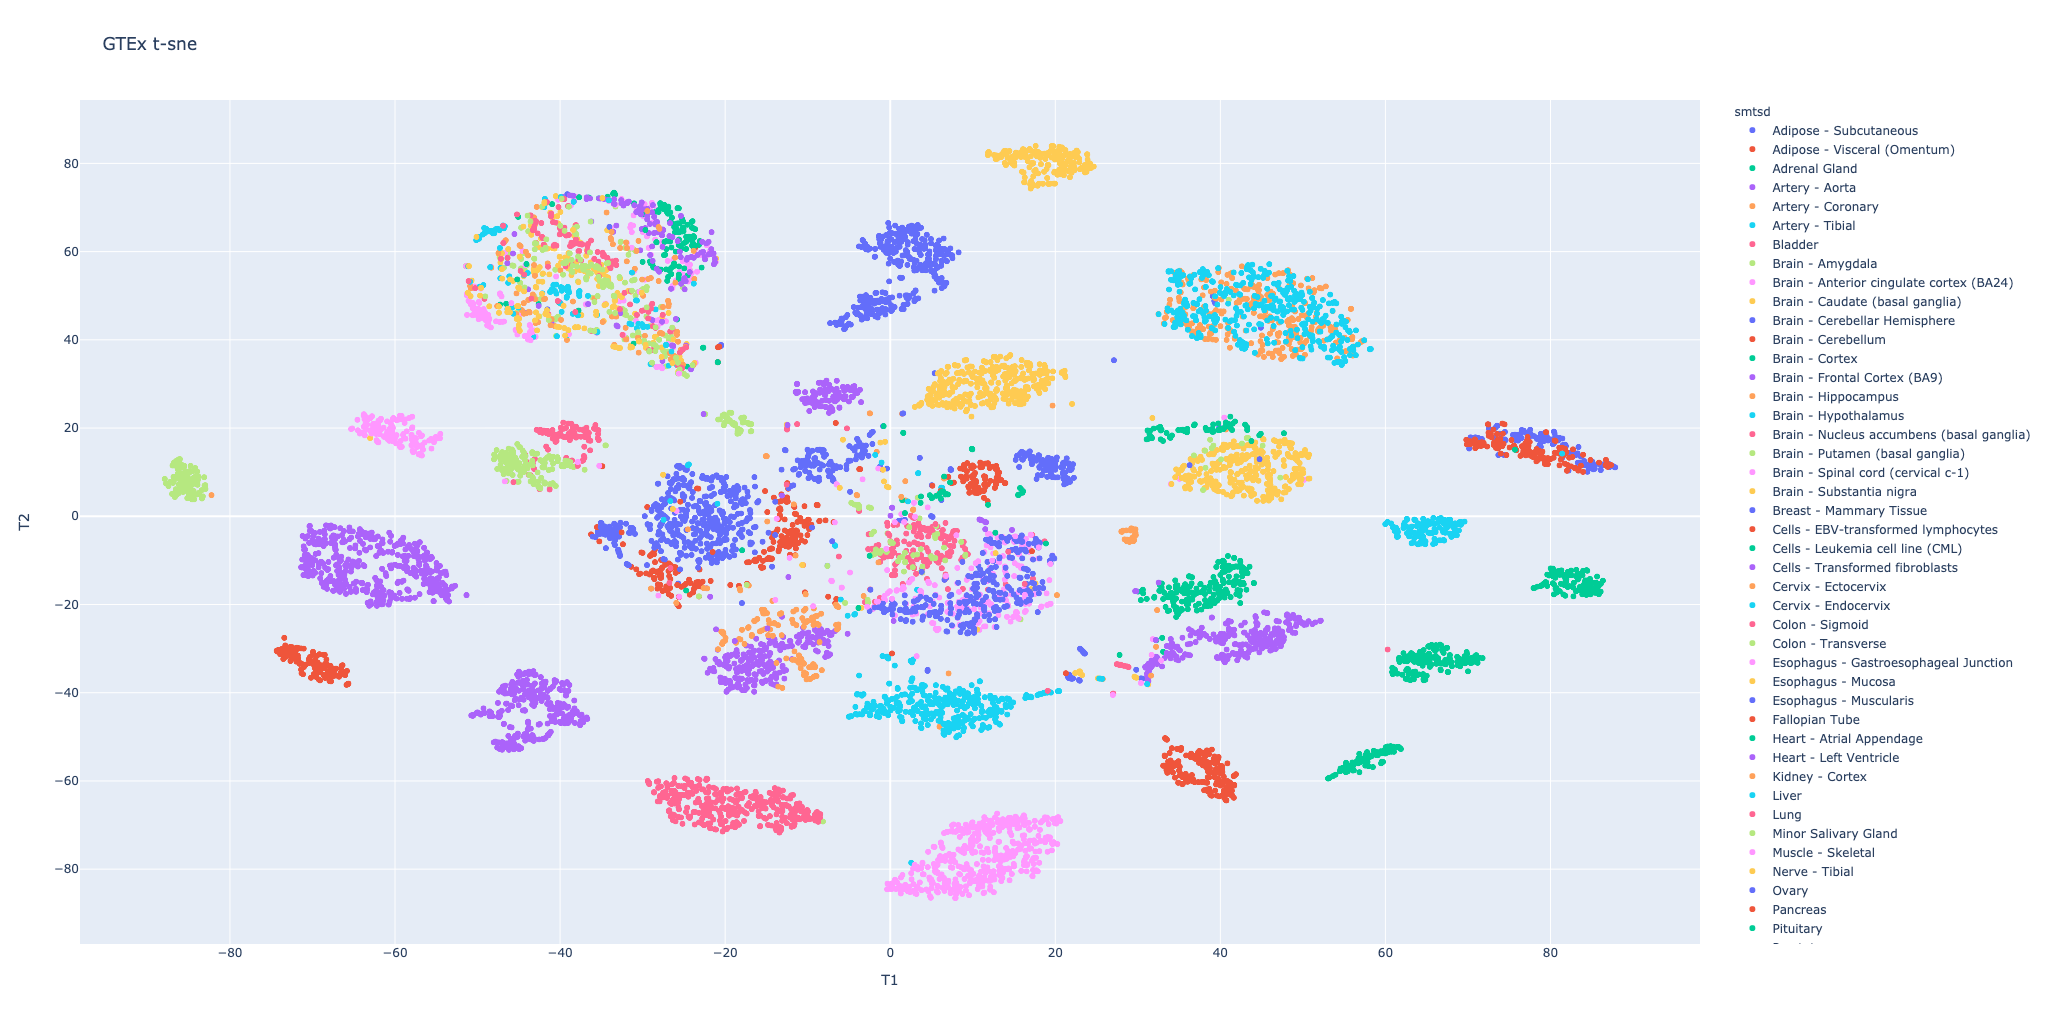 GTEx t-sne
T2
80
60
40
20
0
−20
−40
−60
−80
−80
−60
−40
−20
0
20
40
60
80
T1
smtsd
Adipose - Subcutaneous
Adipose - Visceral (Omentum)
Adrenal Gland
Artery - Aorta
Artery - Coronary
Artery - Tibial
Bladder
Brain - Amygdala
Brain - Anterior cingulate cortex (BA24)
Brain - Caudate (basal ganglia)
Brain - Cerebellar Hemisphere
Brain - Cerebellum
Brain - Cortex
Brain - Frontal Cortex (BA9)
Brain - Hippocampus
Brain - Hypothalamus
Brain - Nucleus accumbens (basal ganglia)
Brain - Putamen (basal ganglia)
Brain - Spinal cord (cervical c-1)
Brain - Substantia nigra
Breast - Mammary Tissue
Cells - EBV-transformed lymphocytes
Cells - Leukemia cell line (CML)
Cells - Transformed fibroblasts
Cervix - Ectocervix
Cervix - Endocervix
Colon - Sigmoid
Colon - Transverse
Esophagus - Gastroesophageal Junction
Esophagus - Mucosa
Esophagus - Muscularis
Fallopian Tube
Heart - Atrial Appendage
Heart - Left Ventricle
Kidney - Cortex
Liver
Lung
Minor Salivary Gland
Muscle - Skeletal
Nerve - Tibial
Ovary
Pancreas
Pituitary